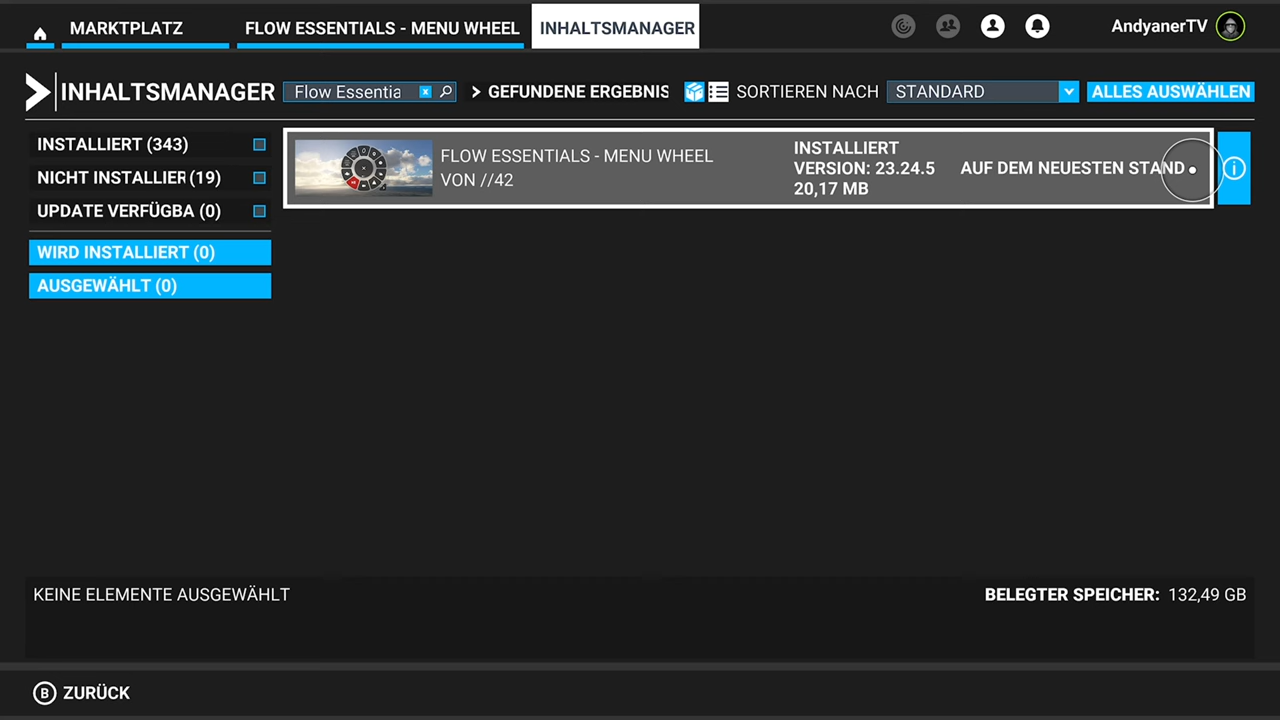 MARKTPLATZ
FLOW ESSENTIALS - MENU WHEEL
INHALTSMANAGER
AndyanerTV
INHALTSMANAGER
Flow Essentia
GEFUNDENE ERGEBNIS
SORTIEREN NACH
STANDARD
ALLES AUSWÄHLEN
INSTALLIERT (343)
NICHT INSTALLIER (19)
UPDATE VERFÜGBA (0)
WIRD INSTALLIERT (0)
AUSGEWÄHLT (0)
FLOW ESSENTIALS - MENU WHEEL
VON //42
INSTALLIERT
VERSION: 23.24.5
20,17 MB
AUF DEM NEUESTEN STAND
KEINE ELEMENTE AUSGEWÄHLT
BELEGTER SPEICHER: 132,49 GB
B ZURÜCK